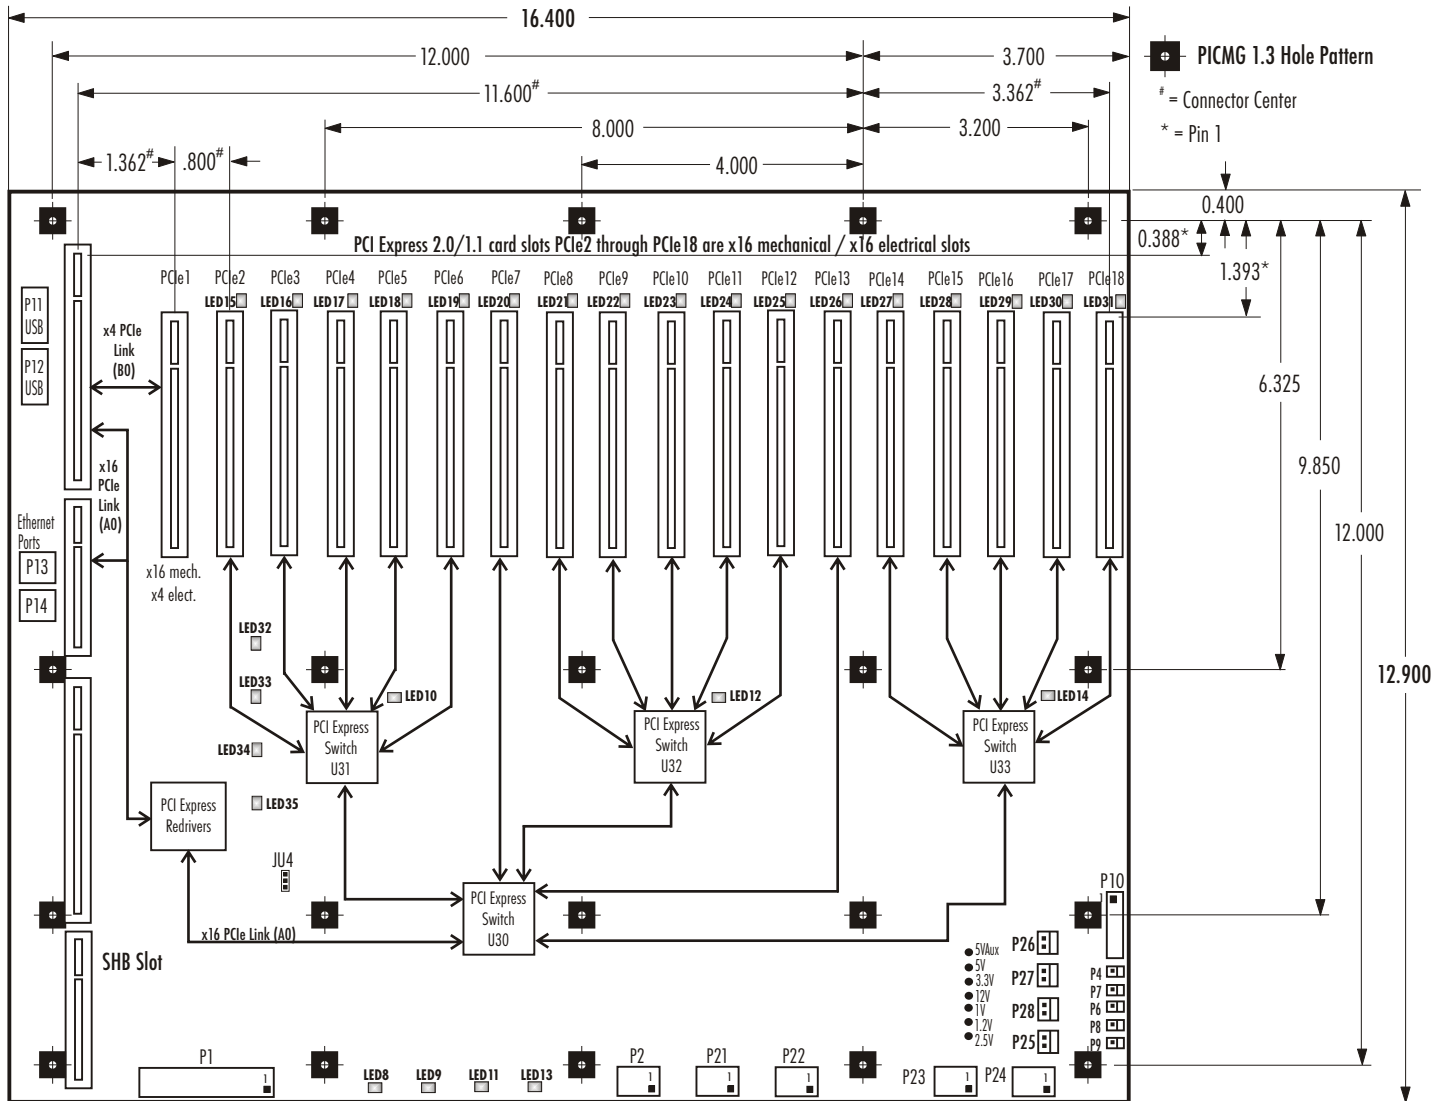 16.400
12.000
3.700
PICMG 1.3 Hole Pattern
11.600#
3.362#
# = Connector Center
8.000
3.200
* = Pin 1
1.362#
.800#
4.000
0.400
PCI Express 2.0/1.1 card slots PCIe2 through PCIe18 are x16 mechanical / x16 electrical slots
0.388*
1.393*
PCIe1
PCIe2
PCIe3
PCIe4
PCIe5
PCIe6
PCIe7
PCIe8
PCIe9
PCIe10
PCIe11
PCIe12
PCIe13
PCIe14
PCIe15
PCIe16
PCIe17
PCIe18
LED15
LED16
LED17
LED18
LED19
LED20
LED21
LED22
LED23
LED24
LED25
LED26
LED27
LED28
LED29
LED30
LED31
P11
USB
P12
USB
x4 PCIe
Link
(B0)
6.325
x16
PCIe
Link
(A0)
9.850
Ethernet
Ports
P13
P14
12.000
x16 mech.
x4 elect.
LED32
LED33
LED10
LED12
LED14
12.900
PCI Express
Switch
U31
PCI Express
Switch
U32
PCI Express
Switch
U33
LED34
LED35
PCI Express
Redrivers
JU4
PCI Express
Switch
U30
x16 PCIe Link (A0)
SHB Slot
P10
1
5VAux
5V
3.3V
12V
1V
1.2V
2.5V
P26
P27
P28
P25
P4
P7
P6
P8
P9
P1
1
LED8
LED9
LED11
LED13
P2
1
P21
1
P22
1
P23
1
P24
1